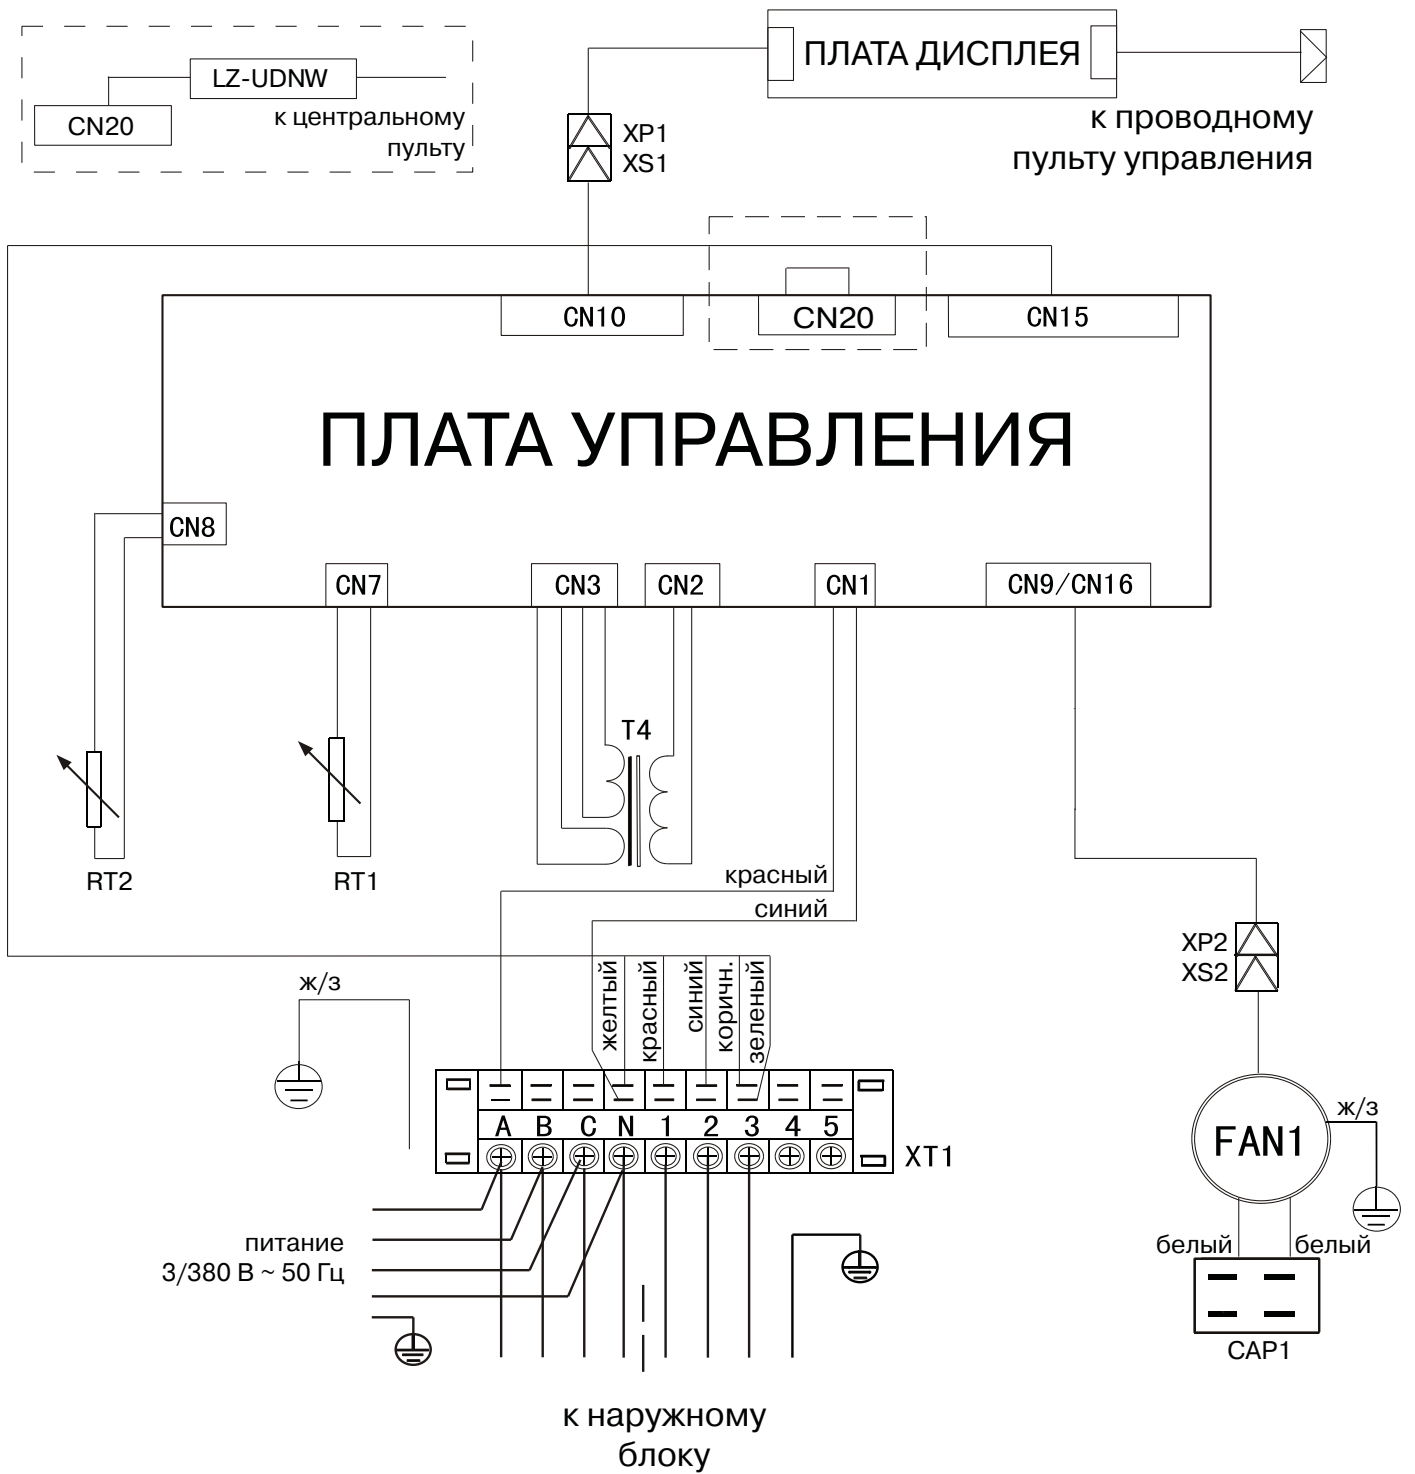 LZ-UDNW
CN20
к центральному
пульту
ПЛАТА ДИСПЛЕЯ
XP1
XS1
к проводному
пульту управления
CN10
CN20
CN15
ПЛАТА УПРАВЛЕНИЯ
CN8
CN7
CN3
CN2
CN1
CN9/CN16
T4
RT2
RT1
красный
синий
XP2
XS2
ж/з
желтый
красный
синий
коричн.
зеленый
A B C N 1 2 3 4 5
XT1
FAN1
ж/з
питание
3/380 В ~ 50 Гц
белый
белый
CAP1
к наружному
блоку